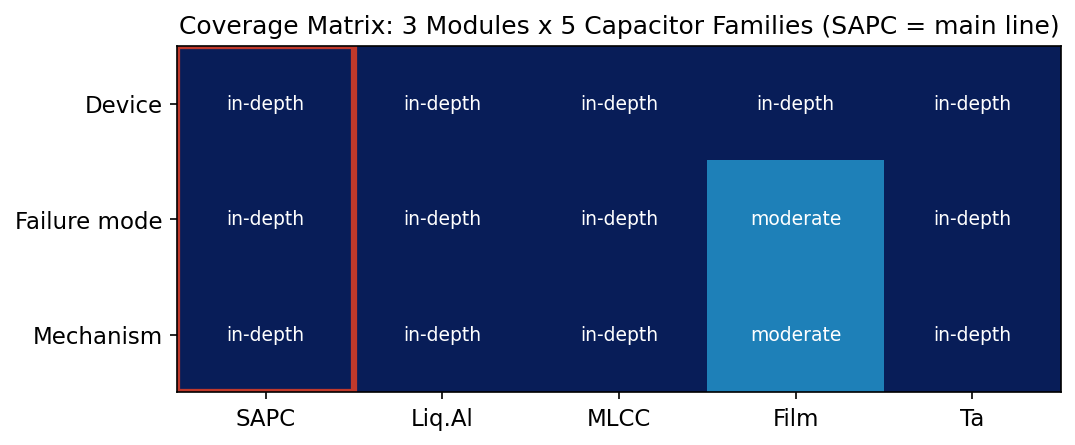 Coverage Matrix: 3 Modules x 5 Capacitor Families (SAPC = main line)
Device in-depth in-depth in-depth in-depth in-depth
Failure mode in-depth in-depth in-depth moderate in-depth
Mechanism in-depth in-depth in-depth moderate in-depth
SAPC Liq.Al MLCC Film Ta